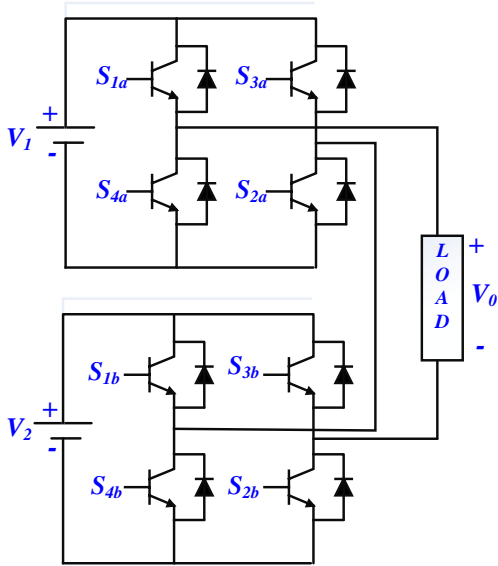 S1a
S3a
+
V1
-
S4a
S2a
L
O
A
D
+
V0
-
S1b
S3b
+
V2
-
S4b
S2b